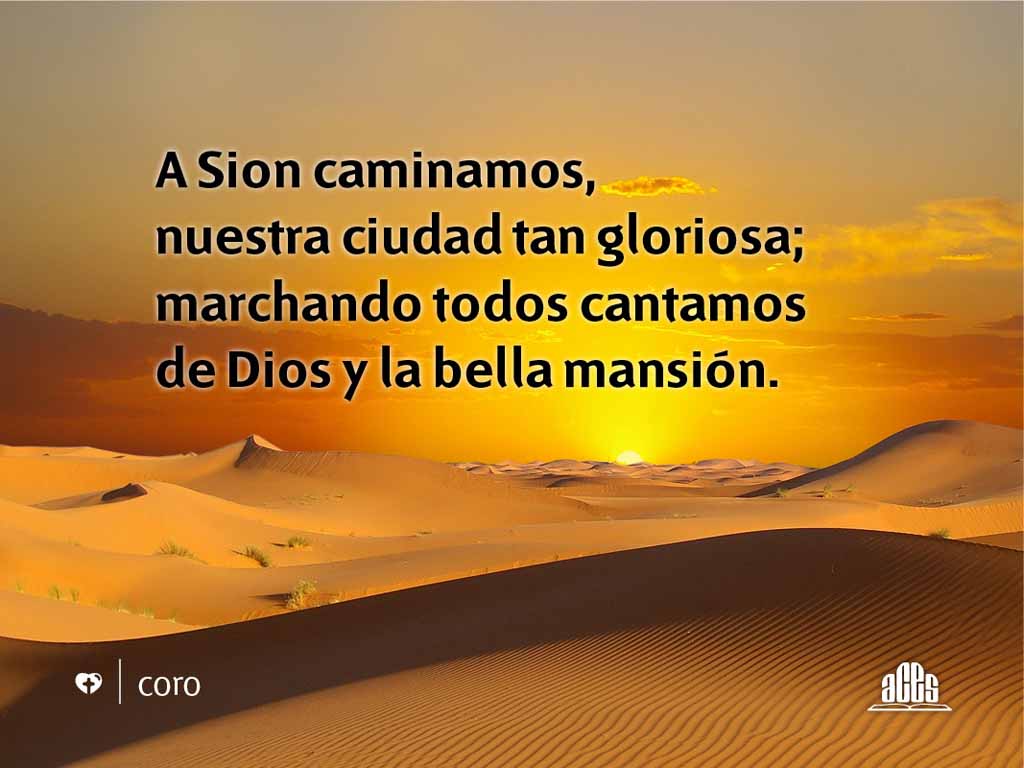 A Sion caminamos,
nuestra ciudad tan gloriosa;
marchando todos cantamos
de Dios y la bella mansión.
coro
aces